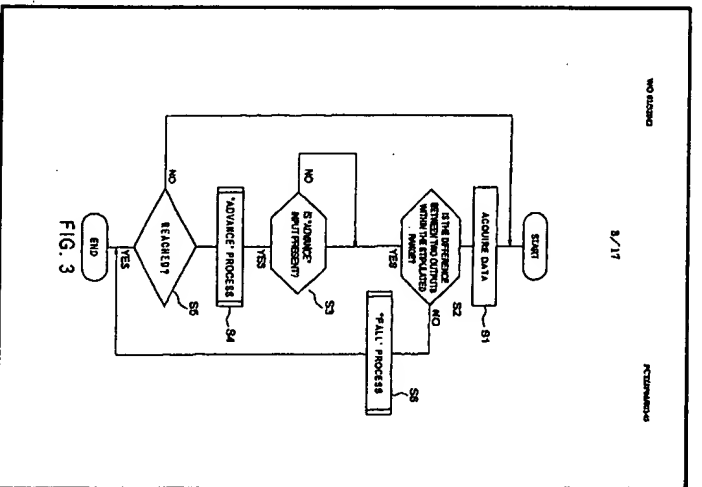 3/17
START
ACQUIRE DATA
S1
IS THE DIFFERENCE
BETWEEN TWO OUTPUTS
WITHIN THE STIPULATED
RANGE?
S2
NO
YES
"FALL" PROCESS
S6
IS "ADVANCE"
INPUT PRESENT?
S3
NO
YES
"ADVANCE" PROCESS
S4
REACHED?
S5
NO
YES
END
FIG. 3